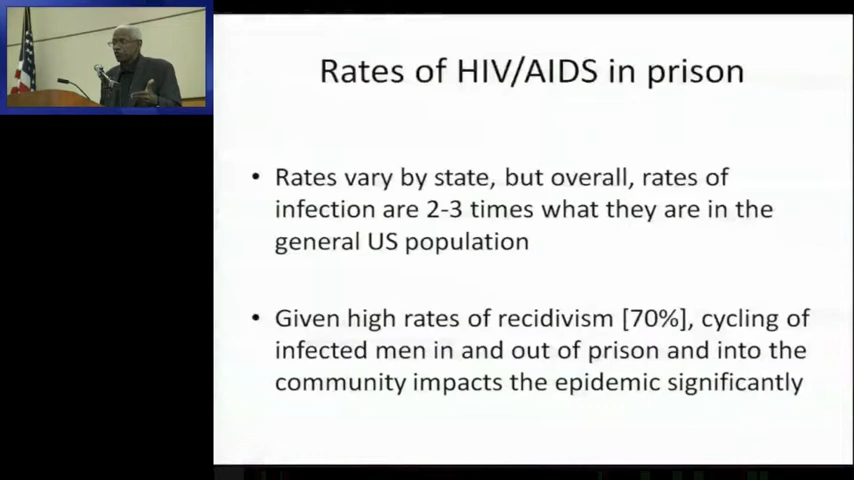 Rates of HIV/AIDS in prison
• Rates vary by state, but overall, rates of
infection are 2-3 times what they are in the
general US population
• Given high rates of recidivism [70%], cycling of
infected men in and out of prison and into the
community impacts the epidemic significantly